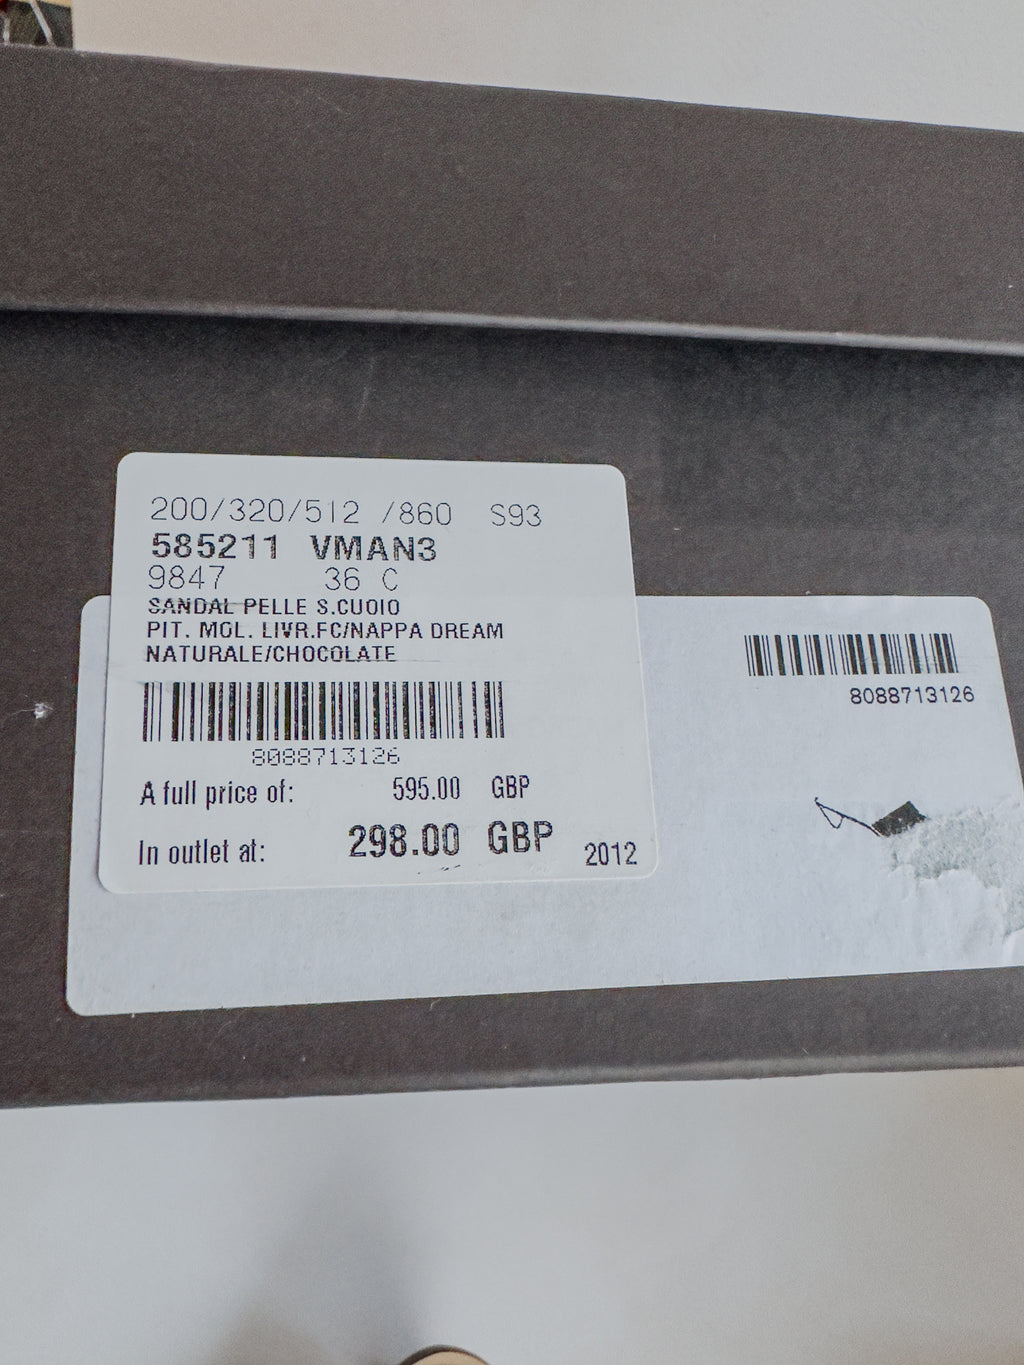 200/320/512 /860 S93
585211 VMAN3
9847 36 C
SANDAL PELLE S.CUOIO
PIT. MGL. LIVR.FC/NAPPA DREAM
NATURALE/CHOCOLATE
8088713126
A full price of: 595.00 GBP
In outlet at: 298.00 GBP 2012
8088713126